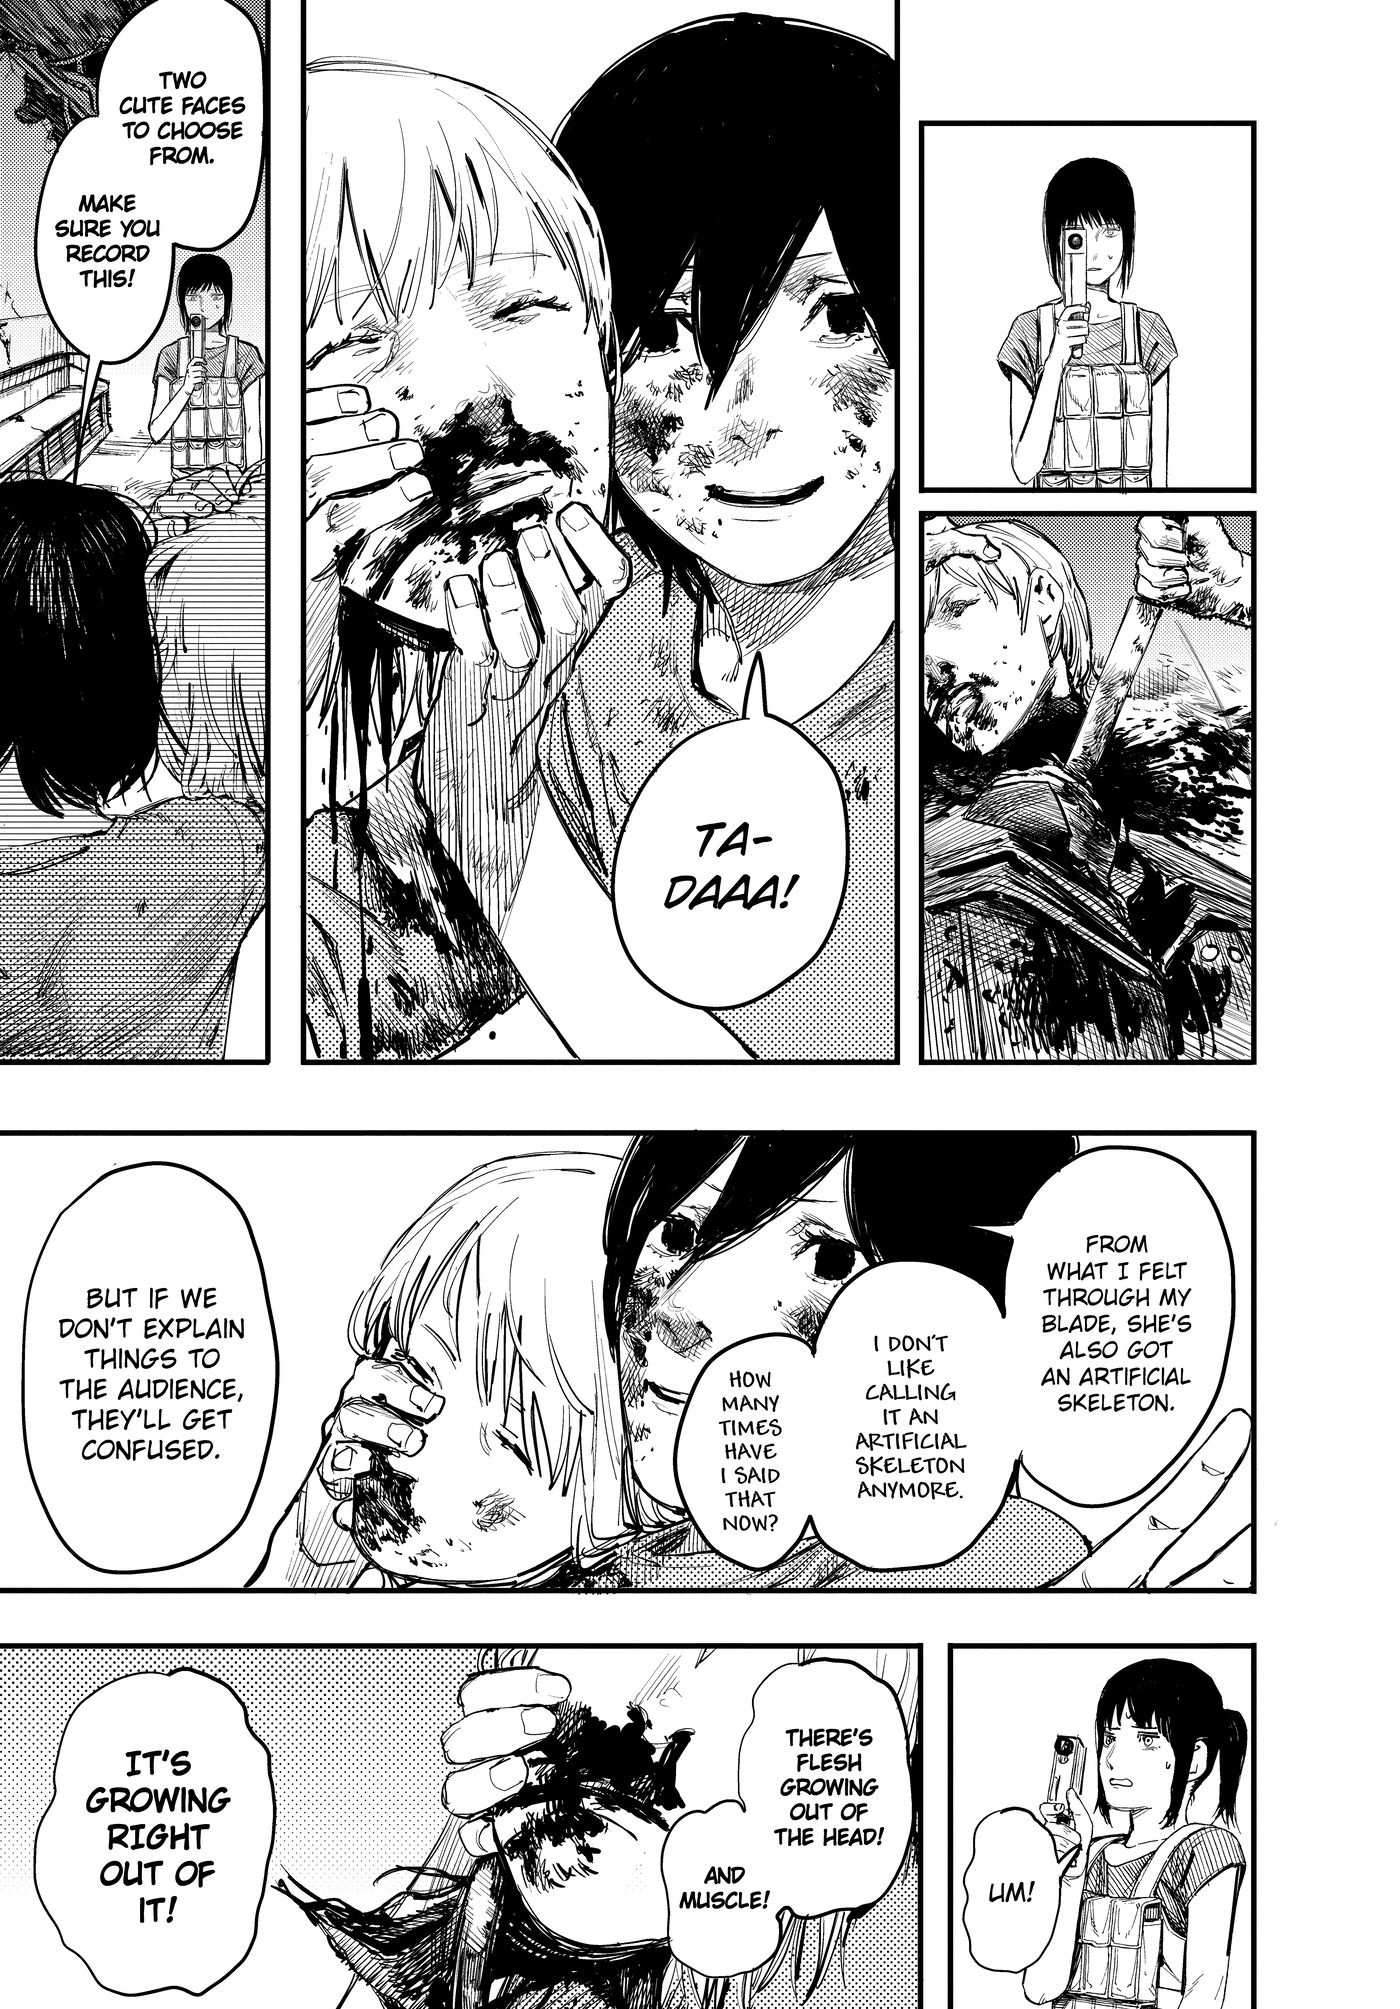 TA-
DAAA!
TWO
CUTE FACES
TO CHOOSE
FROM.
MAKE
SURE YOU
RECORD
THIS!
FROM
WHAT I FELT
THROUGH MY
BLADE, SHE'S
ALSO GOT
AN ARTIFICIAL
SKELETON.
I DON'T
LIKE
CALLING
IT AN
ARTIFICIAL
SKELETON
ANYMORE.
HOW
MANY
TIMES
HAVE
I SAID
THAT
NOW?
BUT IF WE
DON'T EXPLAIN
THINGS TO
THE AUDIENCE,
THEY'LL GET
CONFUSED.
UM!
THERE'S
FLESH
GROWING
OUT OF
THE HEAD!
AND
MUSCLE!
IT'S
GROWING
RIGHT
OUT OF
IT!